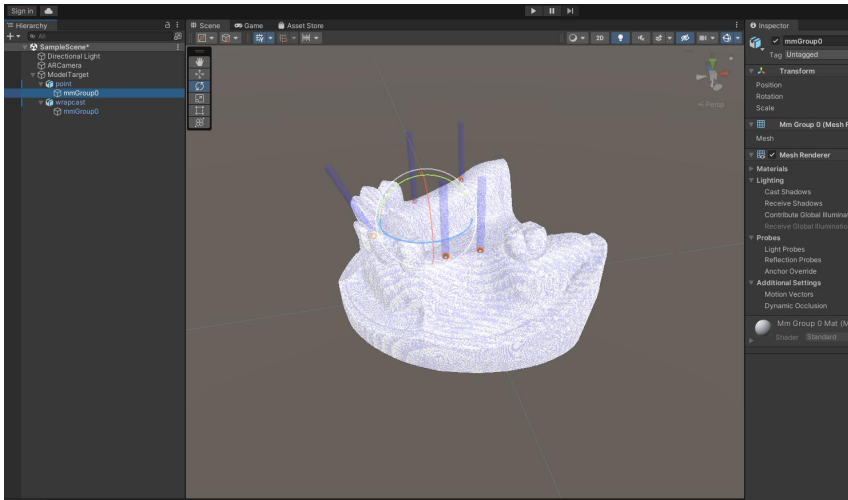 Sign in
Hierarchy
All
SampleScene*
Directional Light
ARCamera
ModelTarget
point
mmGroup0
wrapcast
mmGroup0
Scene
Game
Asset Store
2D
Persp
Inspector
mmGroup0
Tag Untagged
Transform
Position
Rotation
Scale
Mm Group 0 (Mesh F
Mesh
Mesh Renderer
Materials
Lighting
Cast Shadows
Receive Shadows
Contribute Global Illuminat
Receive Global Illumination
Probes
Light Probes
Reflection Probes
Anchor Override
Additional Settings
Motion Vectors
Dynamic Occlusion
Mm Group 0 Mat (M
Shader Standard